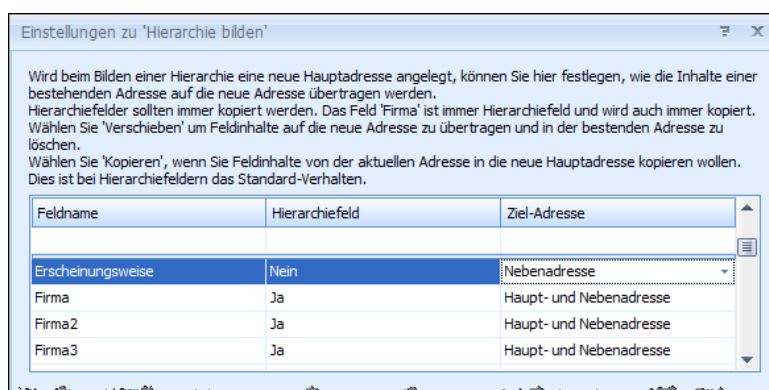 Einstellungen zu 'Hierarchie bilden'
Wird beim Bilden einer Hierarchie eine neue Hauptadresse angelegt, können Sie hier festlegen, wie die Inhalte einer
bestehenden Adresse auf die neue Adresse übertragen werden.
Hierarchiefelder sollten immer kopiert werden. Das Feld 'Firma' ist immer Hierarchiefeld und wird auch immer kopiert.
Wählen Sie 'Verschieben' um Feldinhalte auf die neue Adresse zu übertragen und in der bestenden Adresse zu
löschen.
Wählen Sie 'Kopieren', wenn Sie Feldinhalte von der aktuellen Adresse in die neue Hauptadresse kopieren wollen.
Dies ist bei Hierarchiefeldern das Standard-Verhalten.
Feldname Hierarchiefeld Ziel-Adresse
Erscheinungsweise Nein Nebenadresse
Firma Ja Haupt- und Nebenadresse
Firma2 Ja Haupt- und Nebenadresse
Firma3 Ja Haupt- und Nebenadresse